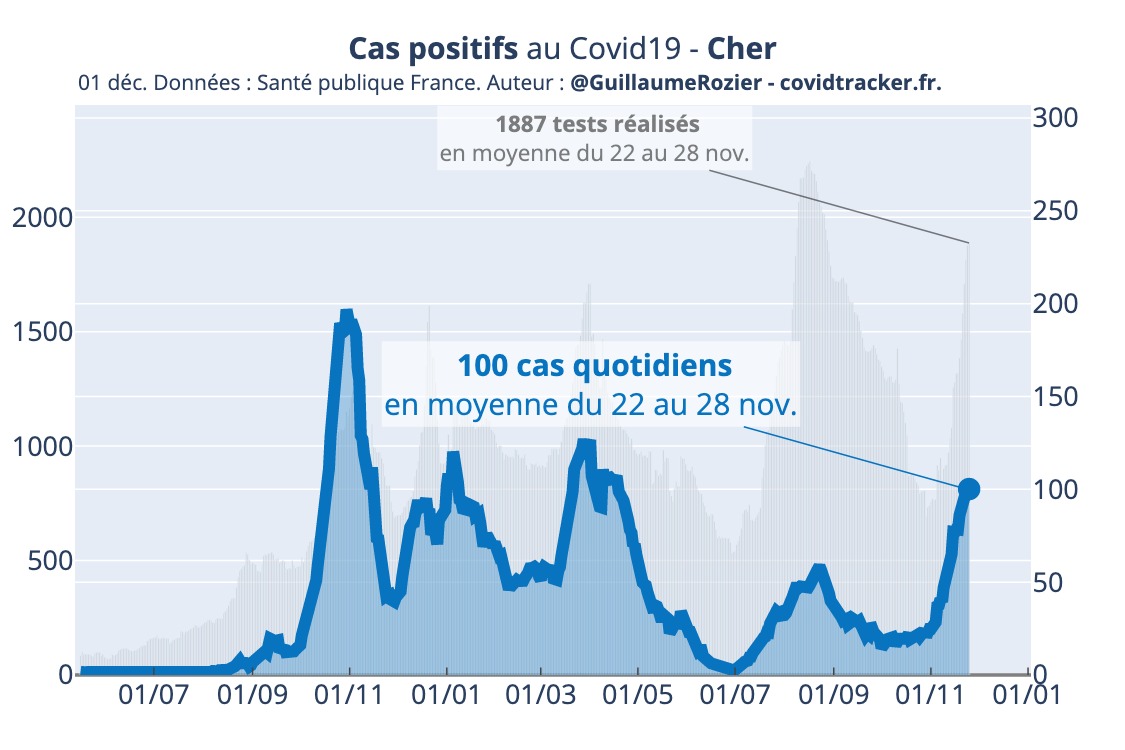 Cas positifs au Covid19 - Cher
01 déc. Données : Santé publique France. Auteur : @GuillaumeRozier - covidtracker.fr.
1887 tests réalisés
en moyenne du 22 au 28 nov.
100 cas quotidiens
en moyenne du 22 au 28 nov.
2000
1500
1000
500
0
300
250
200
150
100
50
0
01/07 01/09 01/11 01/01 01/03 01/05 01/07 01/09 01/11 01/01